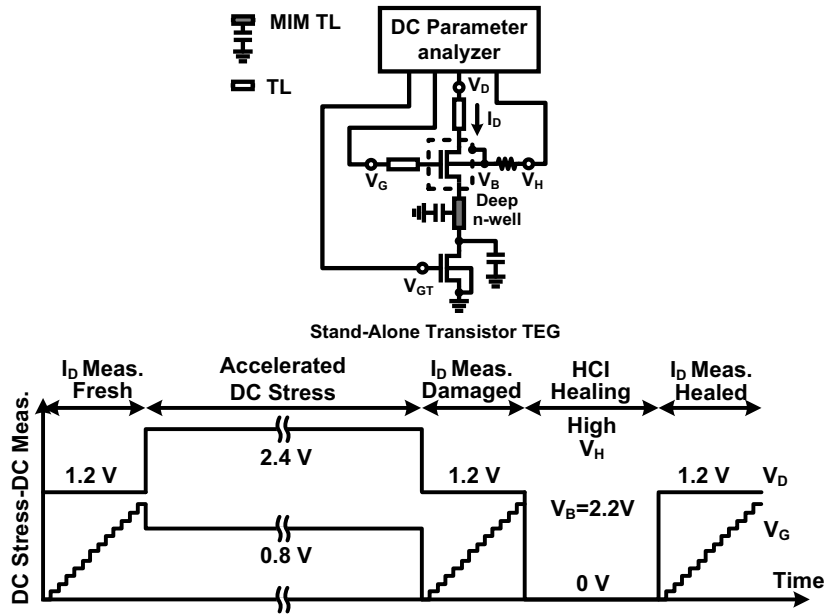 MIM TL
TL
DC Parameter
analyzer
V_D
I_D
V_G
V_B
V_H
Deep
n-well
V_GT
Stand-Alone Transistor TEG
DC Stress-DC Meas.
I_D Meas.
Fresh
Accelerated
DC Stress
I_D Meas.
Damaged
HCI
Healing
I_D Meas.
Healed
High
V_H
1.2 V
2.4 V
1.2 V
1.2 V
V_D
V_B=2.2V
V_G
0.8 V
0 V
Time